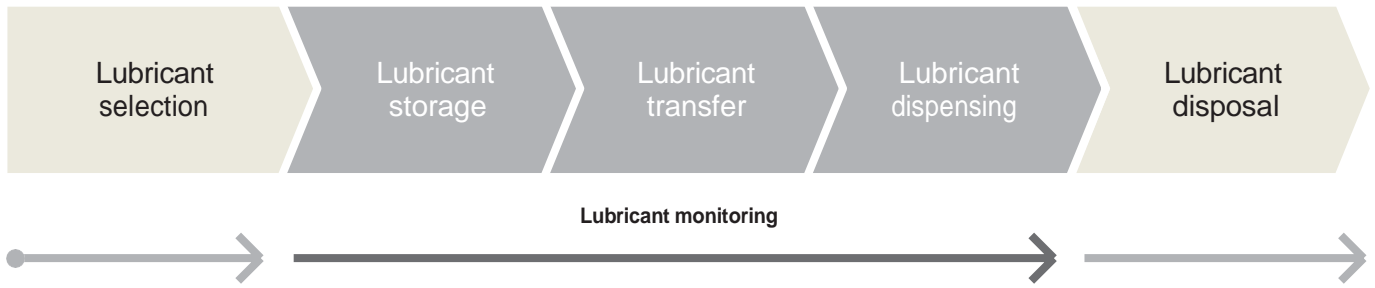 Lubricant
selection
Lubricant
storage
Lubricant
transfer
Lubricant
dispensing
Lubricant
disposal
Lubricant monitoring